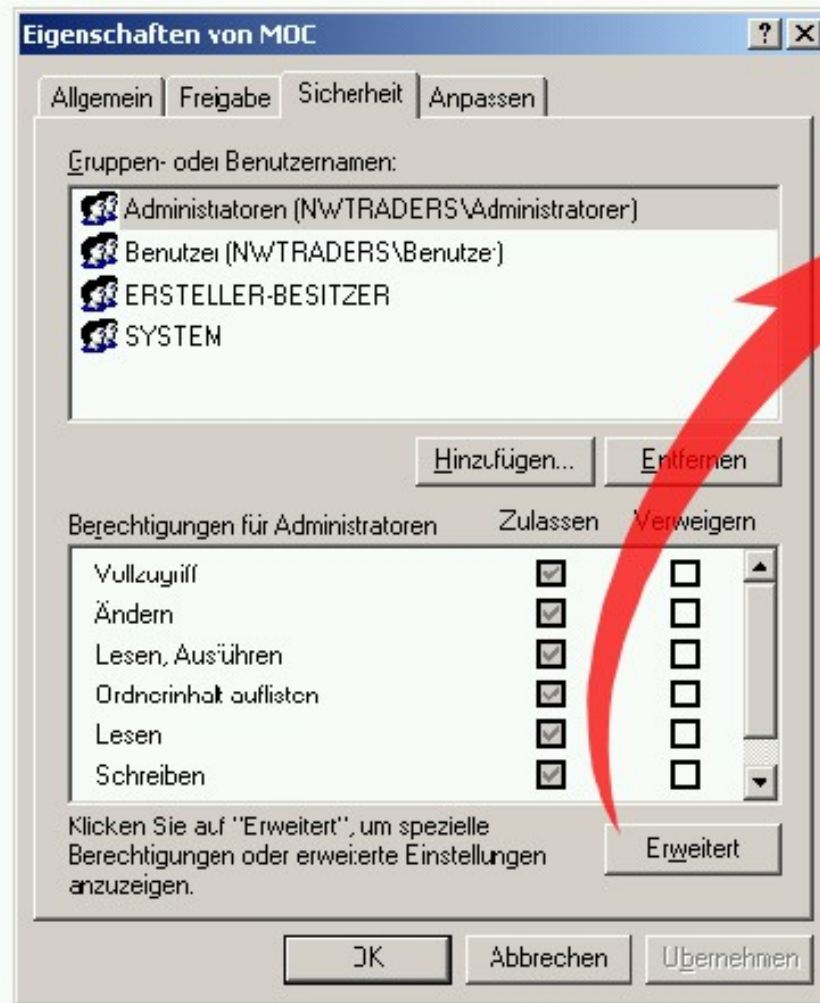 Eigenschaften von MOC
Allgemein Freigabe Sicherheit Anpassen
Gruppen- oder Benutzernamen:
Administratoren (NWTRADERS\Administratoren)
Benutzer (NWTRADERS\Benutzer)
ERSTELLER-BESITZER
SYSTEM
Hinzufügen... Entfernen
Berechtigungen für Administratoren Zulassen Verweigern
Vollzugriff
Ändern
Lesen, Ausführen
Ordnerinhalt auflisten
Lesen
Schreiben
Klicken Sie auf "Erweitert", um spezielle
Berechtigungen oder erweiterte Einstellungen
anzuzeigen.
Erweitert
OK Abbrechen Übernehmen